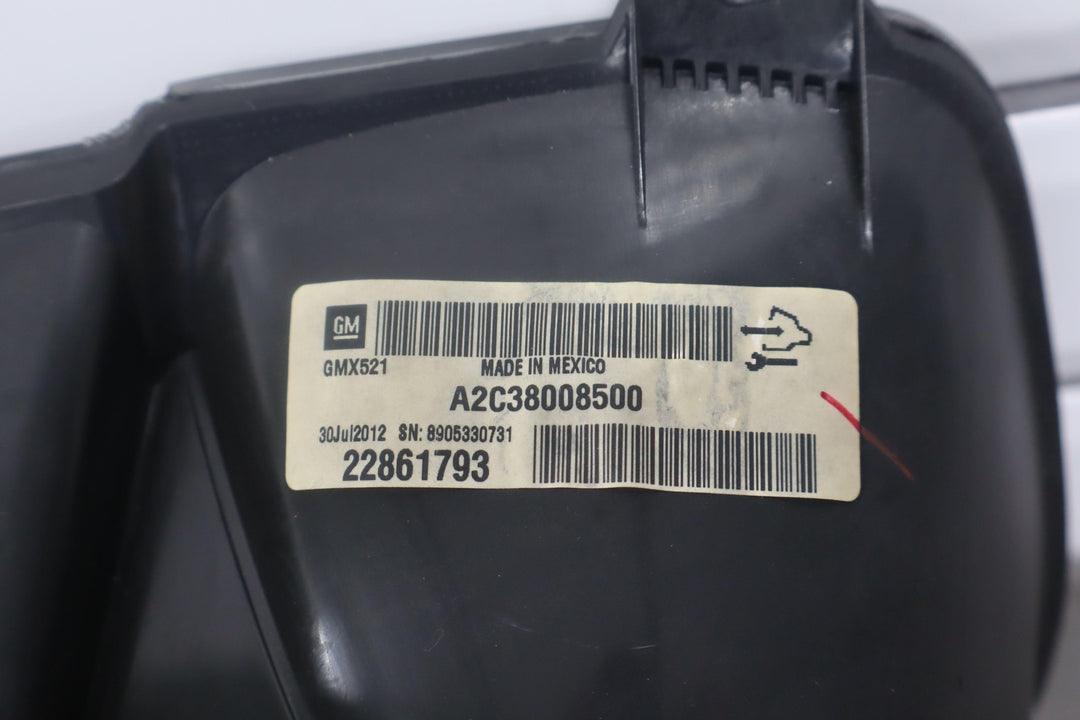 GM
GMX521 MADE IN MEXICO
A2C38008500
30Jul2012 SN: 8905330731
22861793